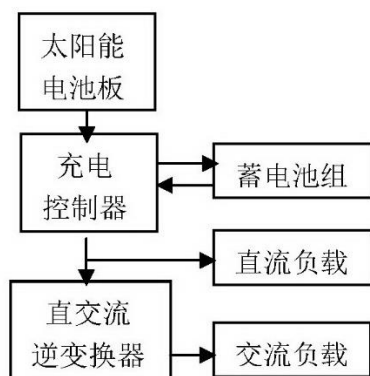 太阳能
电池板
充电
控制器
蓄电池组
直流负载
直交流
逆变换器
交流负载